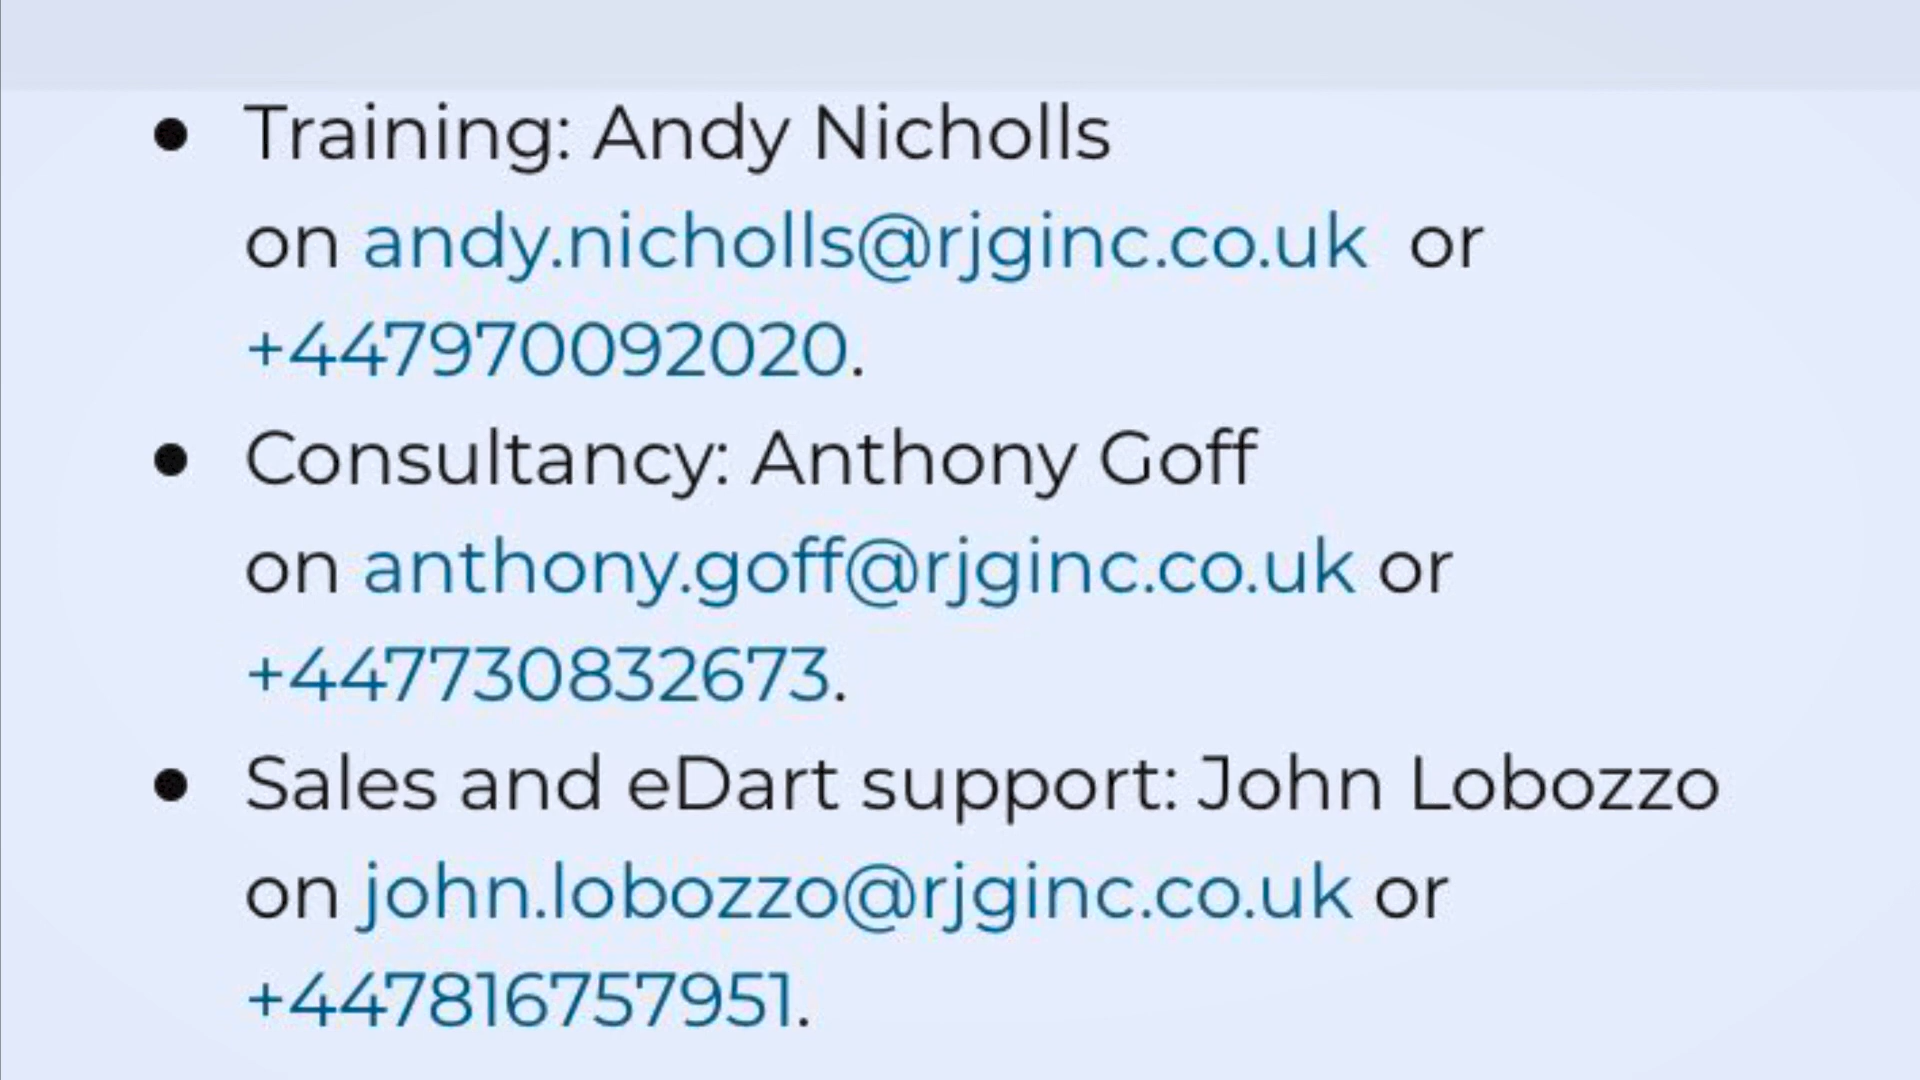 • Training: Andy Nicholls
on andy.nicholls@rjginc.co.uk  or
+447970092020.
• Consultancy: Anthony Goff
on anthony.goff@rjginc.co.uk or
+447730832673.
• Sales and eDart support: John Lobozzo
on john.lobozzo@rjginc.co.uk or
+447816757951.